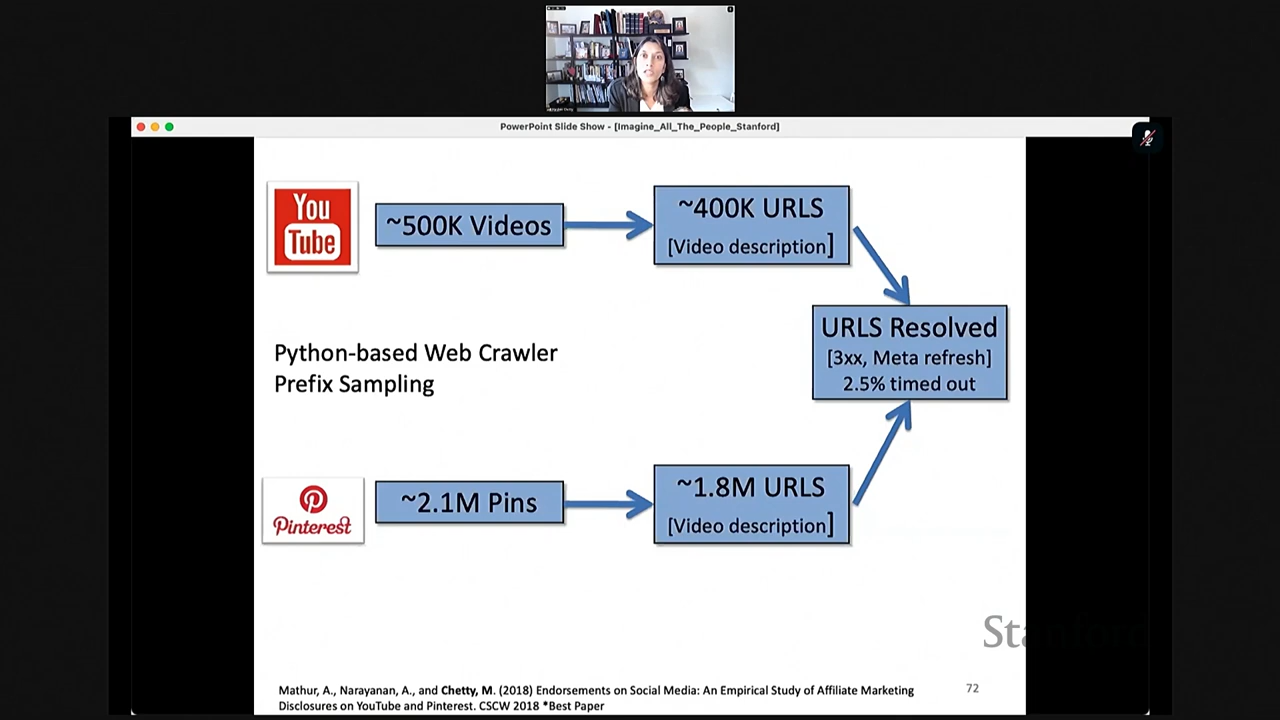 PowerPoint Slide Show - [Imagine_All_The_People_Stanford]
You
Tube
~500K Videos
~400K URLS
[Video description]
URLS Resolved
[3xx, Meta refresh]
2.5% timed out
Python-based Web Crawler
Prefix Sampling
Pinterest
~2.1M Pins
~1.8M URLS
[Video description]
Stanford
Mathur, A., Narayanan, A., and Chetty, M. (2018) Endorsements on Social Media: An Empirical Study of Affiliate Marketing
Disclosures on YouTube and Pinterest. CSCW 2018 *Best Paper
72